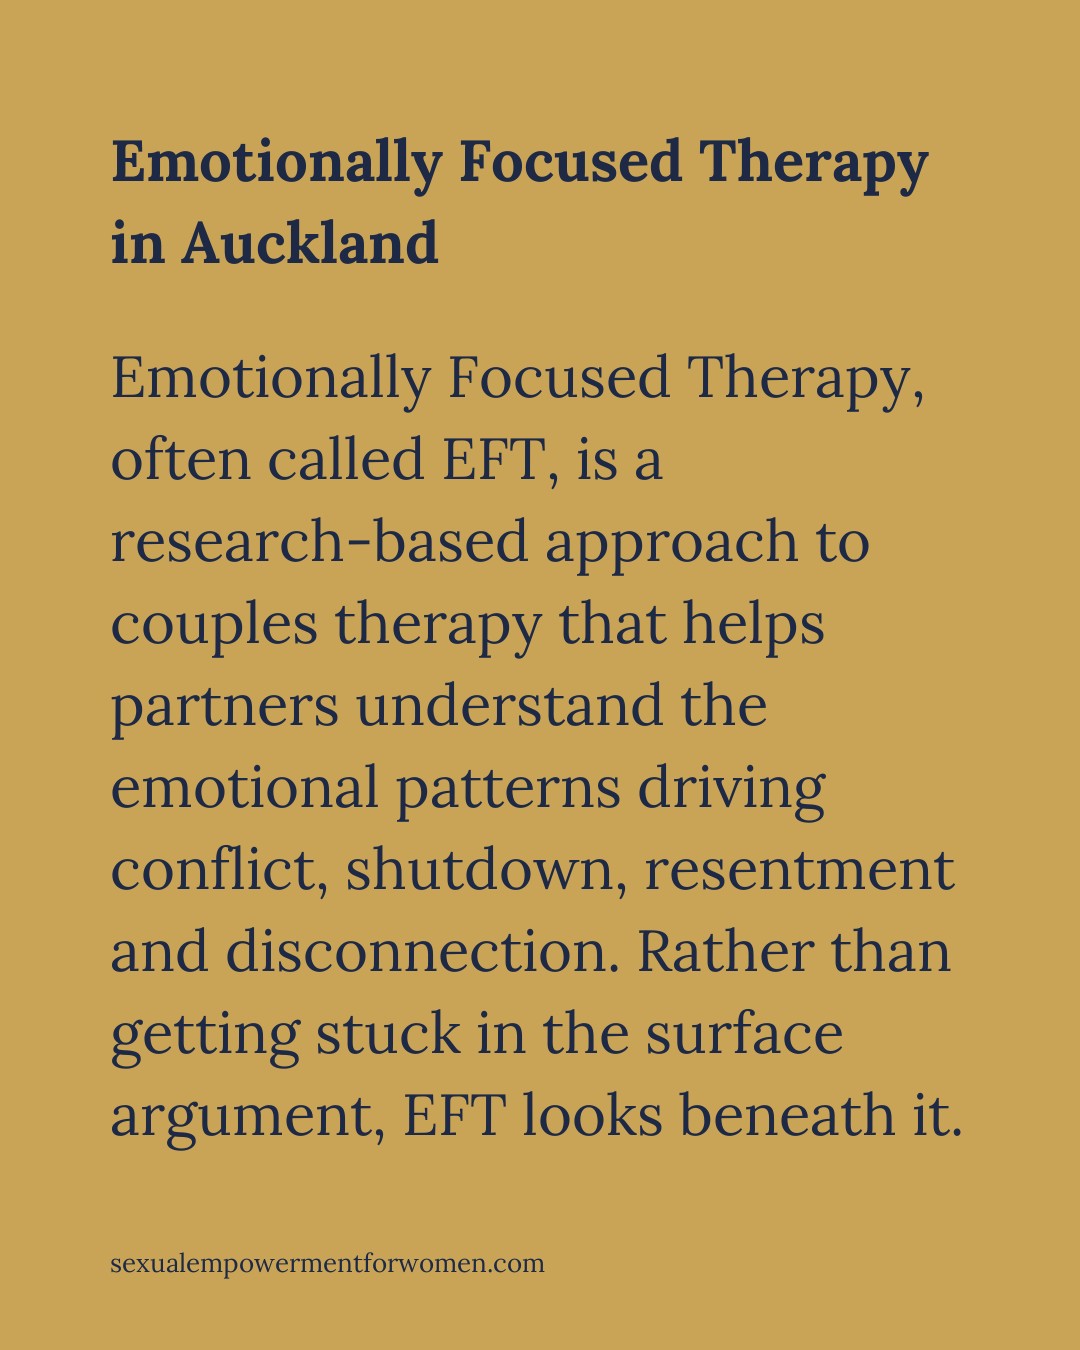 Emotionally Focused Therapy
in Auckland
Emotionally Focused Therapy,
often called EFT, is a
research-based approach to
couples therapy that helps
partners understand the
emotional patterns driving
conflict, shutdown, resentment
and disconnection. Rather than
getting stuck in the surface
argument, EFT looks beneath it.
sexualempowermentforwomen.com